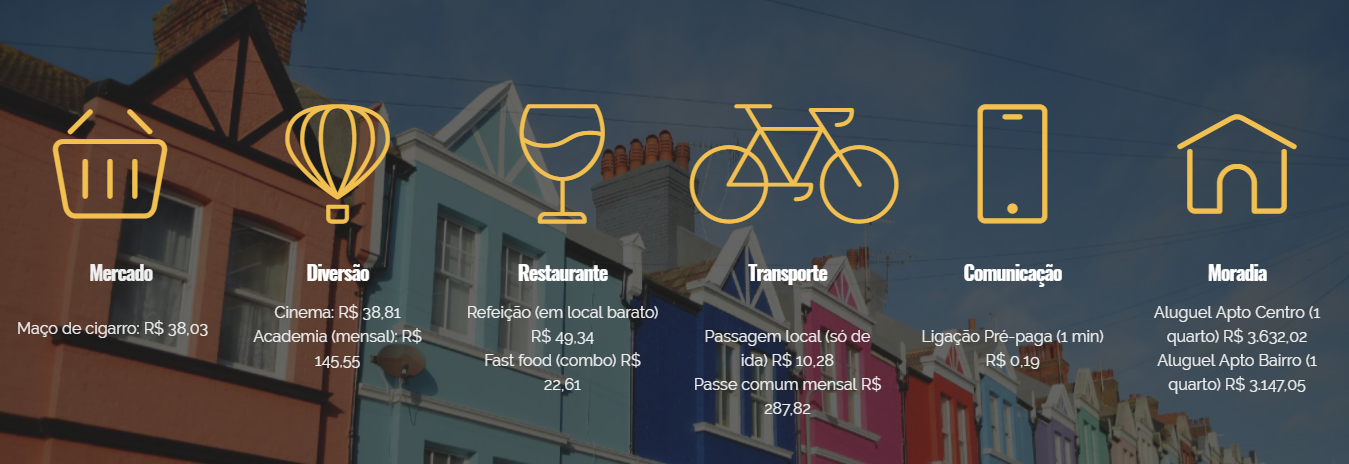 Mercado
Maço de cigarro: R$ 38,03
Diversão
Cinema: R$ 38,81
Academia (mensal): R$
145.55
Restaurante
Refeição (em local barato)
R$ 49,34
Fast food (combo) R$
22,61
Transporte
Passagem local (só de
ida) R$ 10,28
Passe comum mensal R$
287,82
Comunicação
Ligação Pré-paga (1 min)
R$ 0,19
Moradia
Aluguel Apto Centro (1
quarto) R$ 3.632,02
Aluguel Apto Bairro (1
quarto) R$ 3.147,05